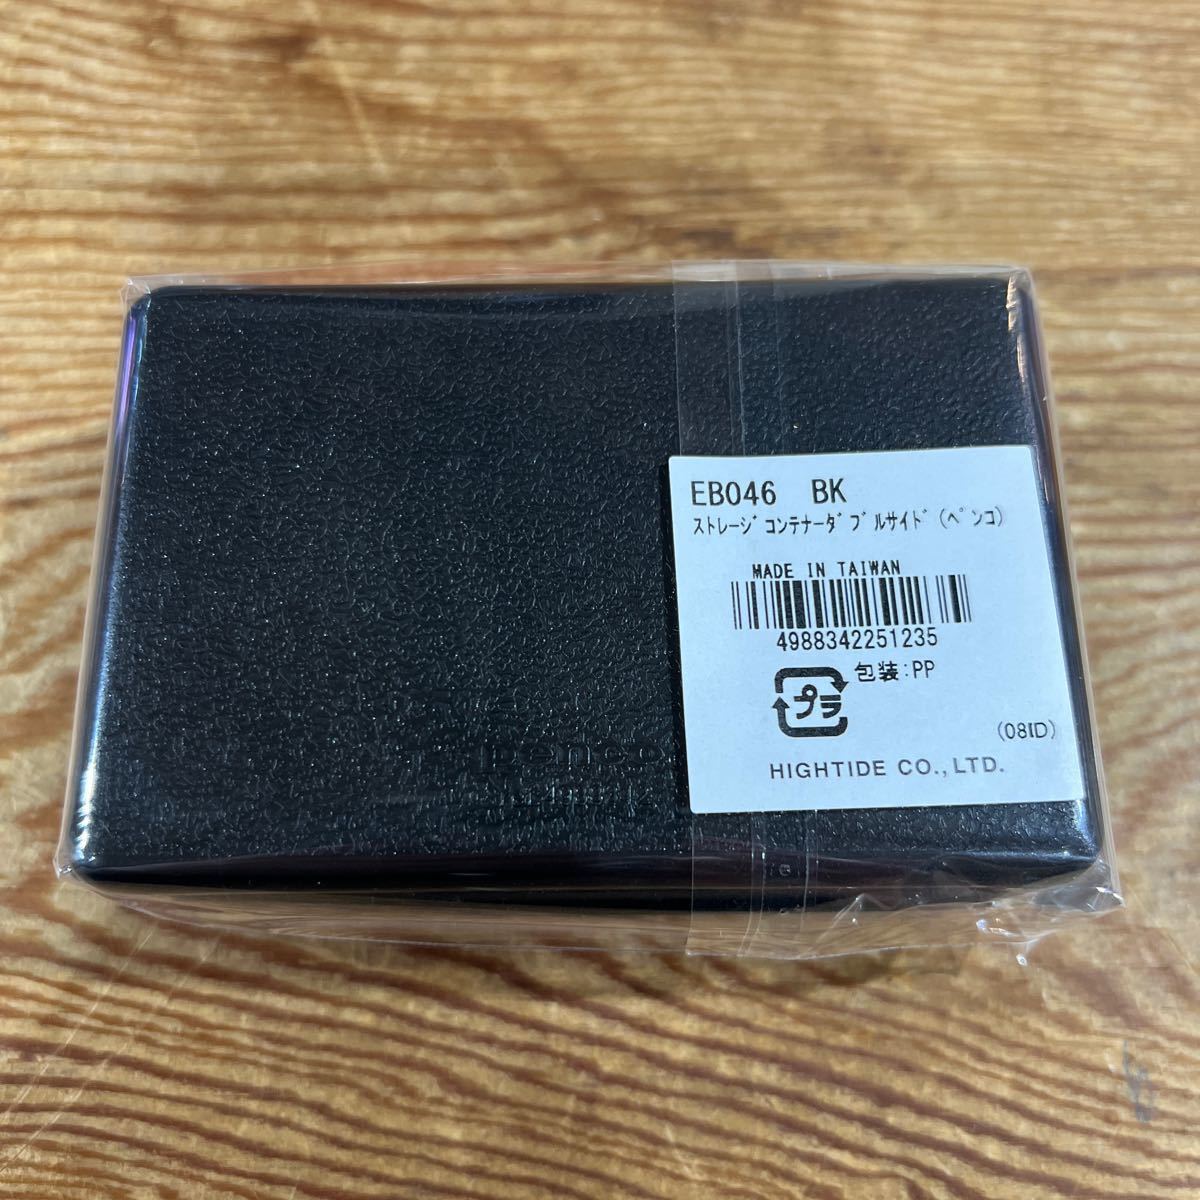 EB046 BK
ｽﾄﾚｰｼﾞｺﾝﾃﾅｰﾀﾞﾌﾞﾙｻｲﾄﾞ(ﾍﾟﾝｺ)
MADE IN TAIWAN
4988342251235
プラ
包装:PP
(08ID)
HIGHTIDE CO.,LTD.
penco